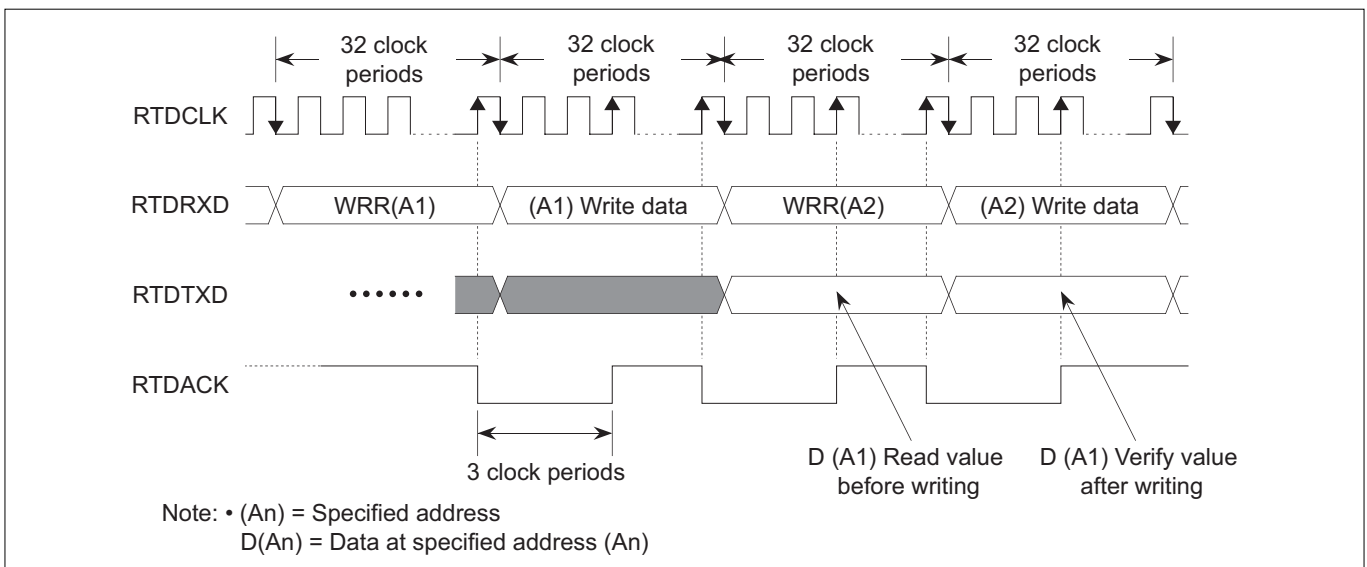 32 clock
periods
32 clock
periods
32 clock
periods
32 clock
periods
RTDCLK
RTDRXD
WRR(A1)
(A1) Write data
WRR(A2)
(A2) Write data
RTDTXD
RTDACK
3 clock periods
D (A1) Read value
before writing
D (A1) Verify value
after writing
Note: • (An) = Specified address
D(An) = Data at specified address (An)